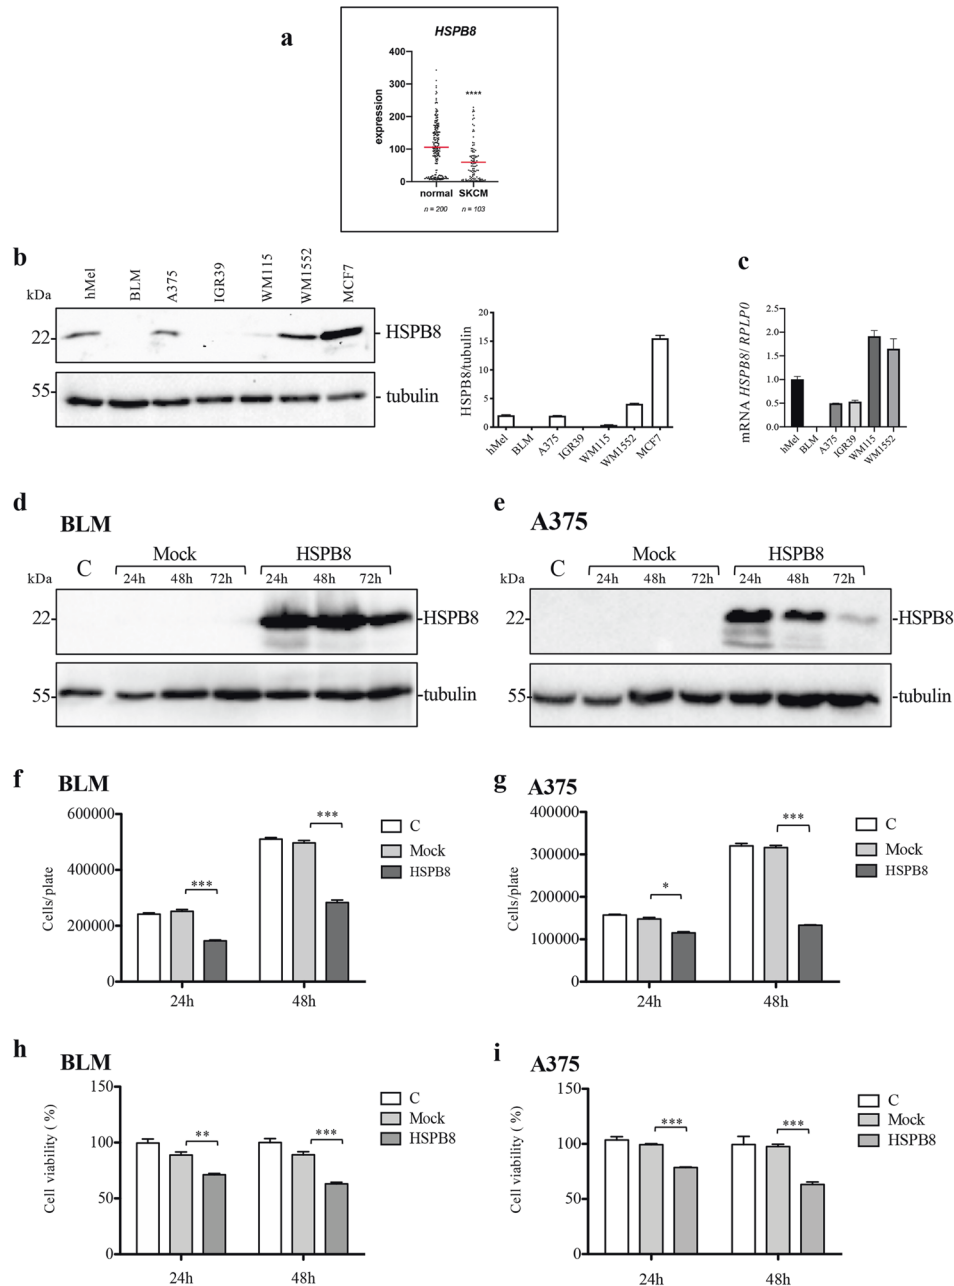 a
HSPB8
expression
400
300
200
100
0
****
normal SKCM
n = 200 n = 103
b
kDa
hMel BLM A375 IGR39 WM115 WM1552 MCF7
22 HSPB8
55 tubulin
HSPB8/tubulin
20
15
10
5
0
hMel BLM A375 IGR39 WM115 WM1552 MCF7
c
mRNA HSPB8/ RPLP0
2.5
2.0
1.5
1.0
0.5
0.0
hMel BLM A375 IGR39 WM115 WM1552
d
BLM
C Mock HSPB8
kDa 24h 48h 72h 24h 48h 72h
22 HSPB8
55 tubulin
e
A375
C Mock HSPB8
kDa 24h 48h 72h 24h 48h 72h
22 HSPB8
55 tubulin
f
BLM
Cells/plate
600000
400000
200000
0
*** ***
24h 48h
C
Mock
HSPB8
g
A375
Cells/plate
400000
300000
200000
100000
0
* ***
24h 48h
C
Mock
HSPB8
h
BLM
Cell viability ( %)
150
100
50
0
** ***
24h 48h
C
Mock
HSPB8
i
A375
Cell viability ( %)
150
100
50
0
*** ***
24h 48h
C
Mock
HSPB8